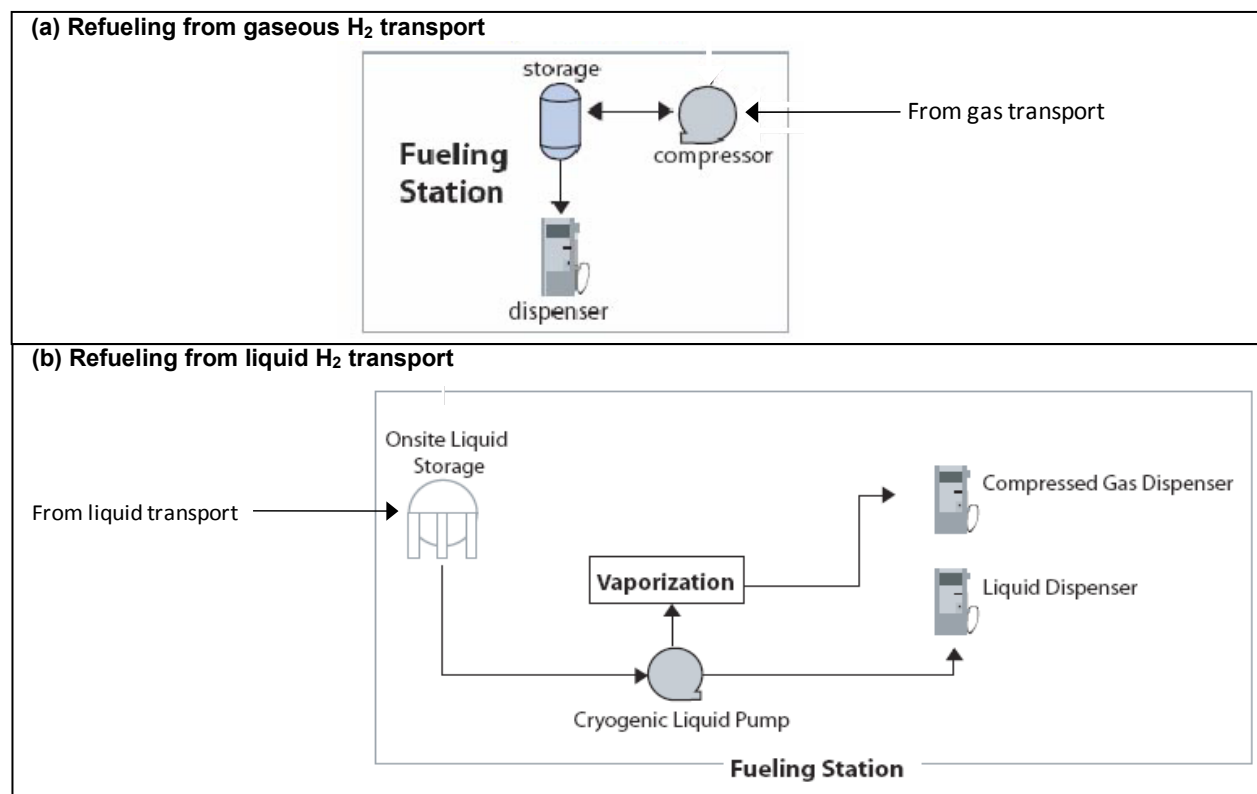 (a) Refueling from gaseous H₂ transport
storage
From gas transport
compressor
Fueling
Station
dispenser
(b) Refueling from liquid H₂ transport
Onsite Liquid
Storage
From liquid transport
Compressed Gas Dispenser
Vaporization
Liquid Dispenser
Cryogenic Liquid Pump
Fueling Station